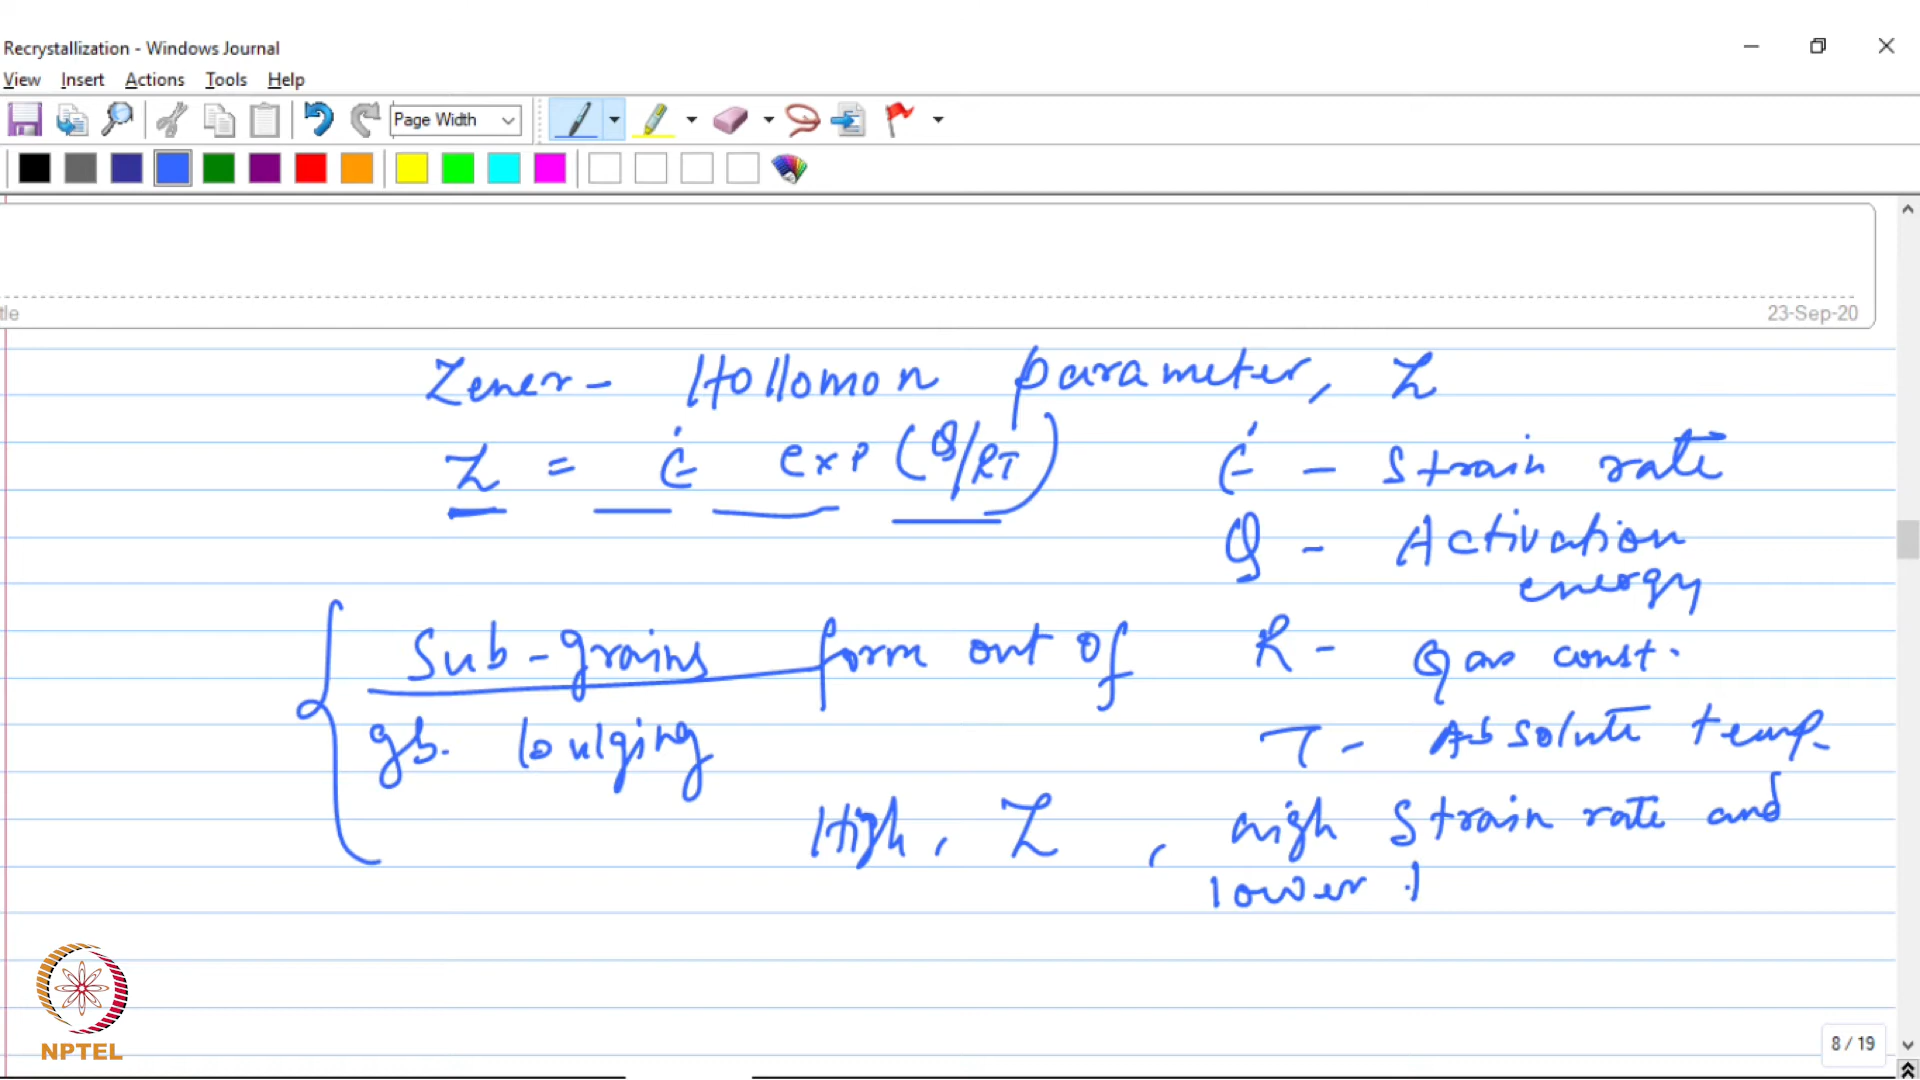 Recrystallization - Windows Journal
View Insert Actions Tools Help
Page Width
tle
23-Sep-20
Zener- Hollomon parameter, Z
Z = ε̇ exp (Q/RT)
ε̇ - Strain rate
Q - Activation
energy
Sub-grains form out of
gb. bulging
R - Gas const.
T - Absolute temp.
High, Z, high strain rate and
lower
NPTEL
8 / 19